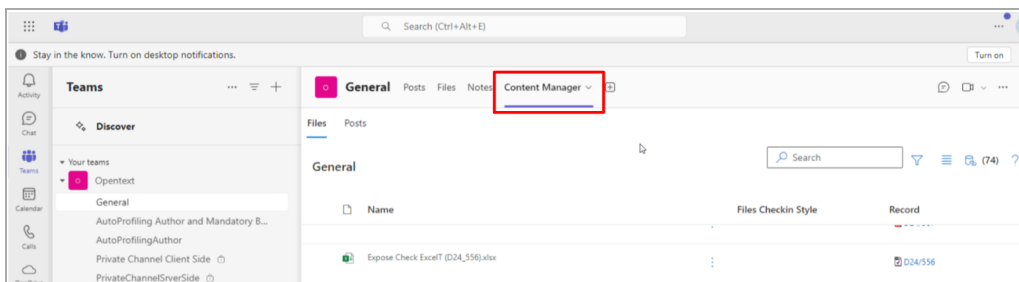 Search (Ctrl+Alt+E)
Stay in the know. Turn on desktop notifications.
Turn on
Activity
Chat
Teams
Calendar
Calls
Teams
Discover
Your teams
Opentext
General
AutoProfiling Author and Mandatory B...
AutoProfilingAuthor
Private Channel Client Side
PrivateChannelSrverSide
General Posts Files Notes Content Manager
Files Posts
General
Search
(74)
Name Files Checkin Style Record
Expose Check ExcelT (D24_556).xlsx D24/556